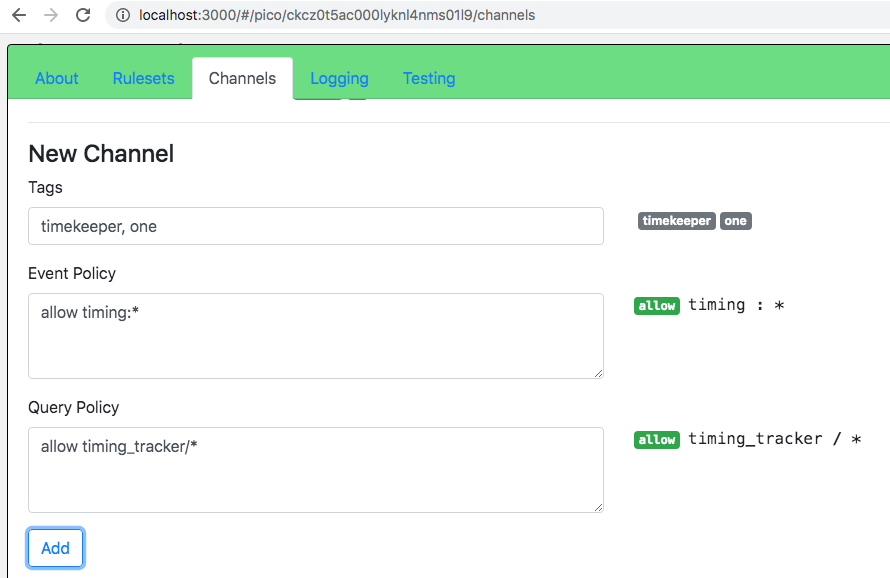 localhost:3000/#/pico/ckcz0t5ac000lyknl4nms01l9/channels
About Rulesets Channels Logging Testing
New Channel
Tags
timekeeper, one timekeeper one
Event Policy
allow timing:* allow timing : *
Query Policy
allow timing_tracker/* allow timing_tracker / *
Add